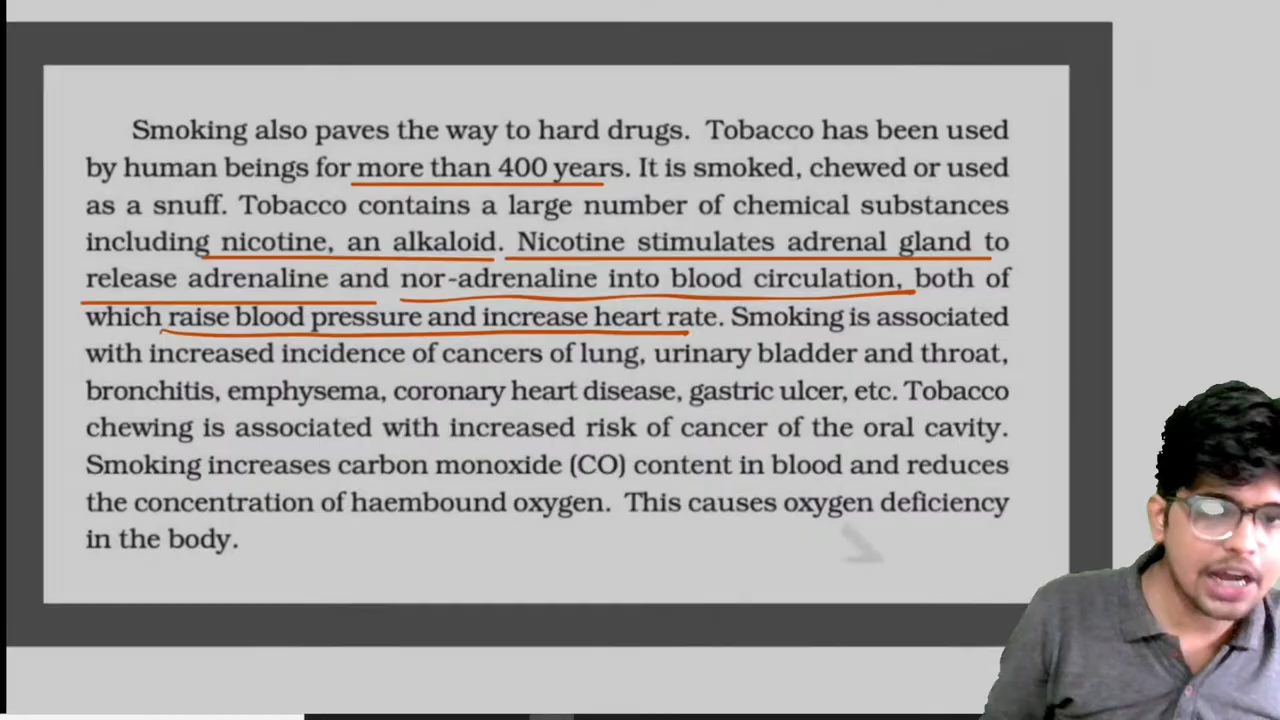 Smoking also paves the way to hard drugs. Tobacco has been used
by human beings for more than 400 years. It is smoked, chewed or used
as a snuff. Tobacco contains a large number of chemical substances
including nicotine, an alkaloid. Nicotine stimulates adrenal gland to
release adrenaline and nor-adrenaline into blood circulation, both of
which raise blood pressure and increase heart rate. Smoking is associated
with increased incidence of cancers of lung, urinary bladder and throat,
bronchitis, emphysema, coronary heart disease, gastric ulcer, etc. Tobacco
chewing is associated with increased risk of cancer of the oral cavity.
Smoking increases carbon monoxide (CO) content in blood and reduces
the concentration of haembound oxygen. This causes oxygen deficiency
in the body.